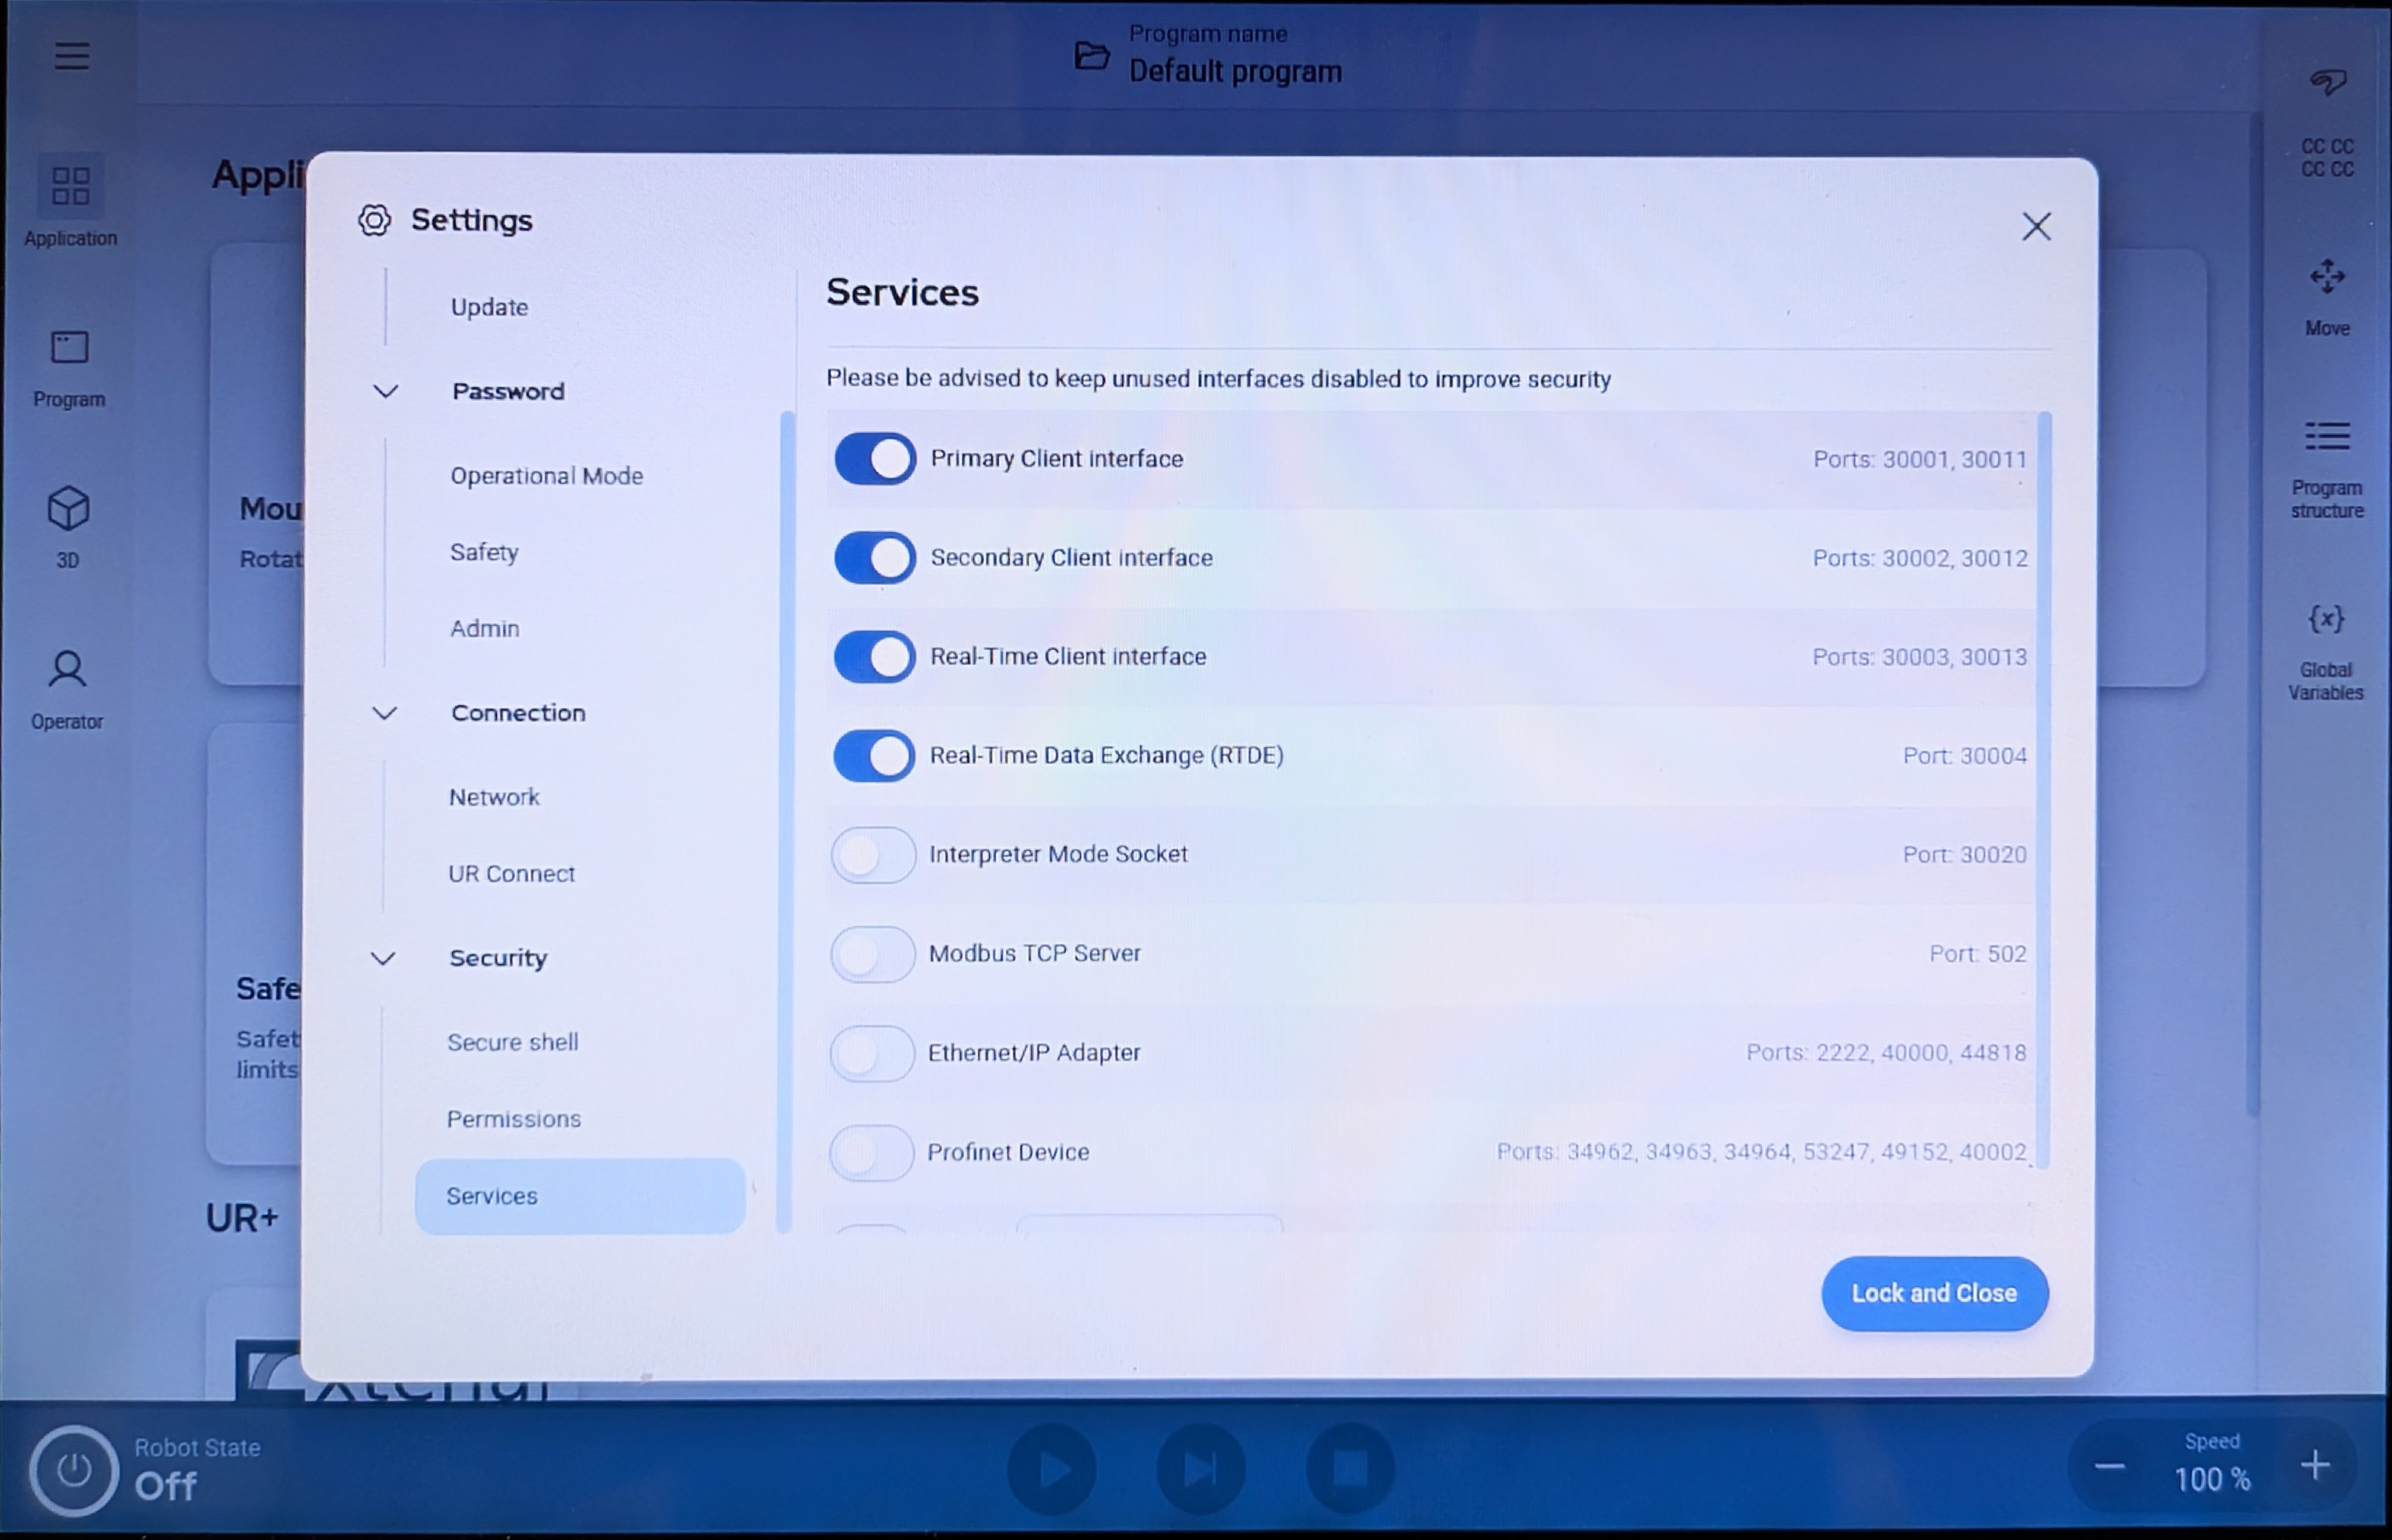 Program name
Default program
Application
Program
3D
Operator
Appli
Mou
Rotat
Safe
Safet
limits
UR+
Settings
Update
Password
Operational Mode
Safety
Admin
Connection
Network
UR Connect
Security
Secure shell
Permissions
Services
Services
Please be advised to keep unused interfaces disabled to improve security
Primary Client interface Ports: 30001, 30011
Secondary Client interface Ports: 30002, 30012
Real-Time Client interface Ports: 30003, 30013
Real-Time Data Exchange (RTDE) Port: 30004
Interpreter Mode Socket Port: 30020
Modbus TCP Server Port: 502
Ethernet/IP Adapter Ports: 2222, 40000, 44818
Profinet Device Ports: 34962, 34963, 34964, 53247, 49152, 40002
Lock and Close
CC CC
CC CC
Move
Program
structure
{x}
Global
Variables
Robot State
Off
Speed
100 %